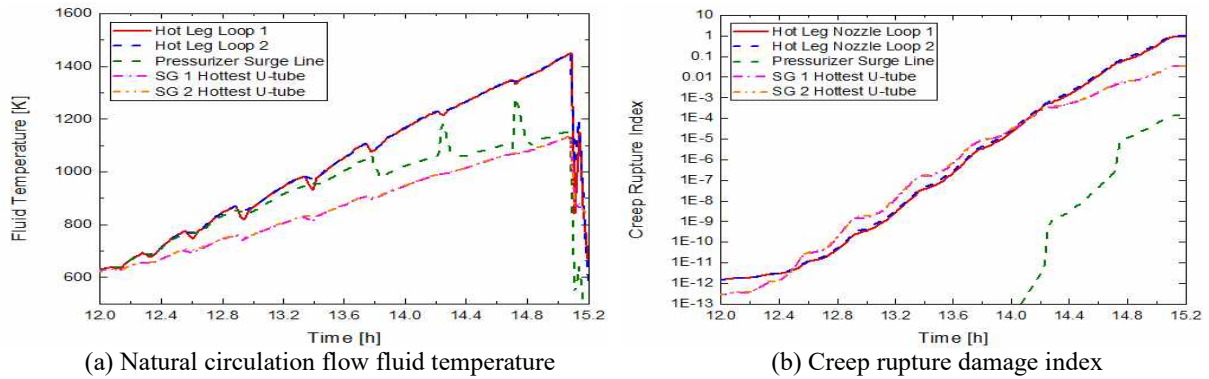 Hot Leg Loop 1
Hot Leg Loop 2
Pressurizer Surge Line
SG 1 Hottest U-tube
SG 2 Hottest U-tube
Fluid Temperature [K]
1600
1400
1200
1000
800
600
12.0 12.4 12.8 13.2 13.6 14.0 14.4 14.8 15.2
Time [h]
(a) Natural circulation flow fluid temperature
Hot Leg Nozzle Loop 1
Hot Leg Nozzle Loop 2
Pressurizer Surge Line
SG 1 Hottest U-tube
SG 2 Hottest U-tube
Creep Rupture Index
1
0.1
0.01
1E-3
1E-4
1E-5
1E-6
1E-7
1E-8
1E-9
1E-10
1E-11
1E-12
1E-13
12.0 12.4 12.8 13.2 13.6 14.0 14.4 14.8 15.2
Time [h]
(b) Creep rupture damage index